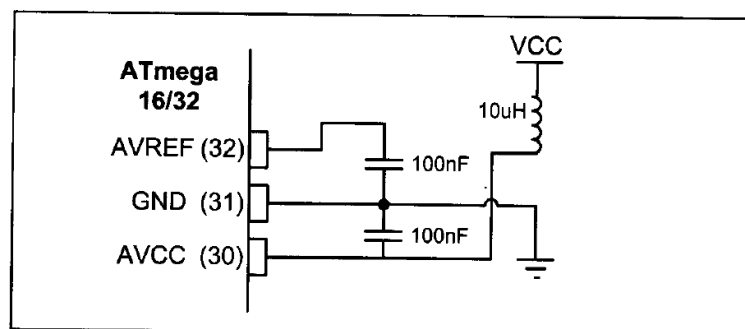 ATmega
16/32
VCC
10uH
AVREF (32)
100nF
GND (31)
100nF
AVCC (30)